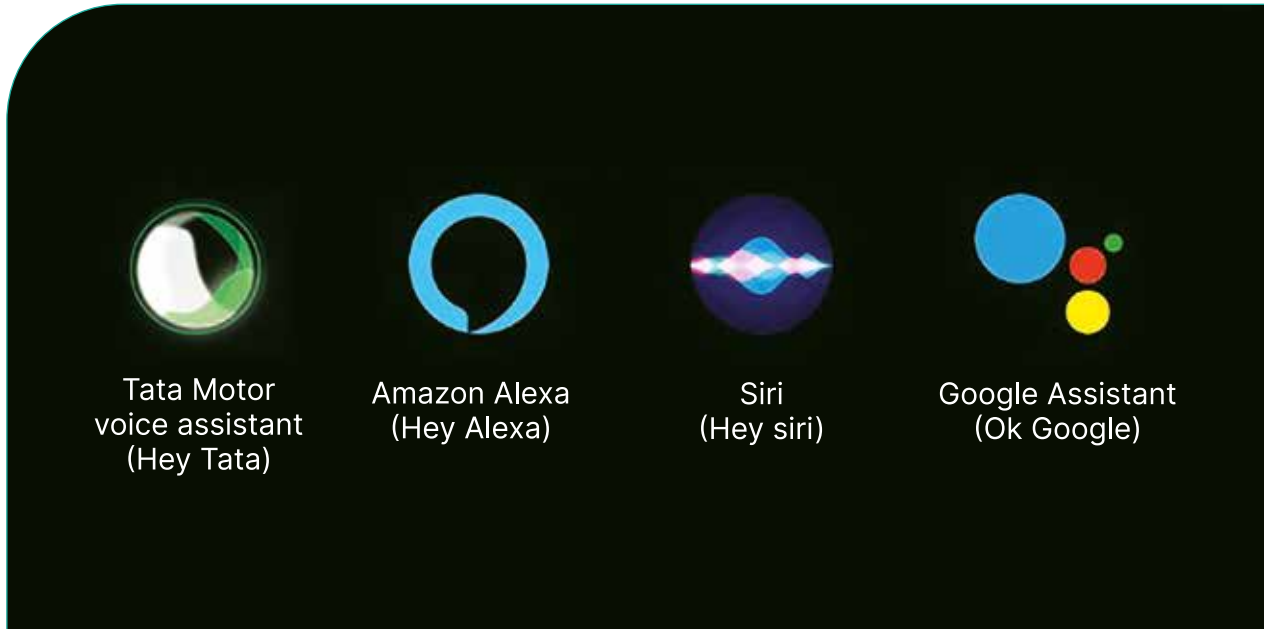 Tata Motor
voice assistant
(Hey Tata)
Amazon Alexa
(Hey Alexa)
Siri
(Hey siri)
Google Assistant
(Ok Google)